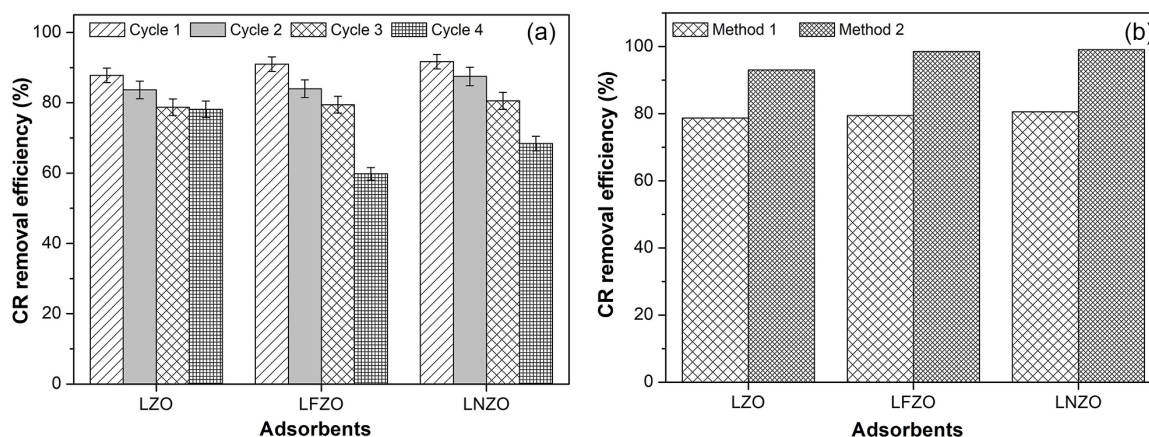 (a)
Cycle 1 Cycle 2 Cycle 3 Cycle 4
CR removal efficiency (%)
100
80
60
40
20
0
LZO LFZO LNZO
Adsorbents
(b)
Method 1 Method 2
CR removal efficiency (%)
100
80
60
40
20
0
LZO LFZO LNZO
Adsorbents